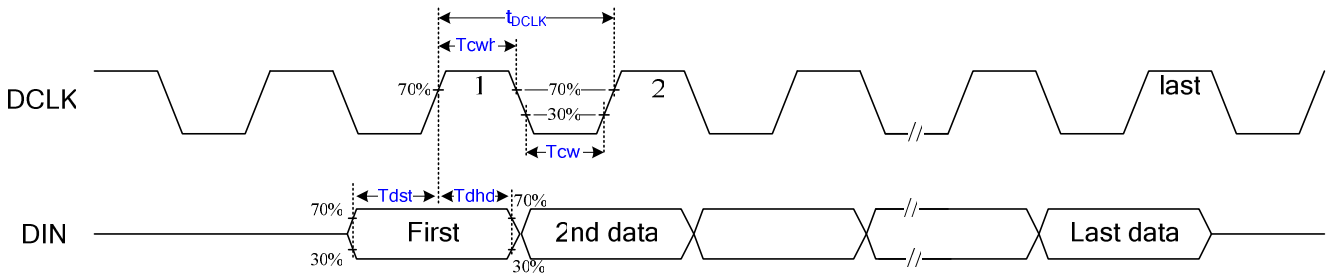 tDCLK
Tcwh
DCLK
70%
1
70%
30%
2
last
Tcw
Tdst
Tdhd
70%
70%
DIN
First
2nd data
Last data
30%
30%